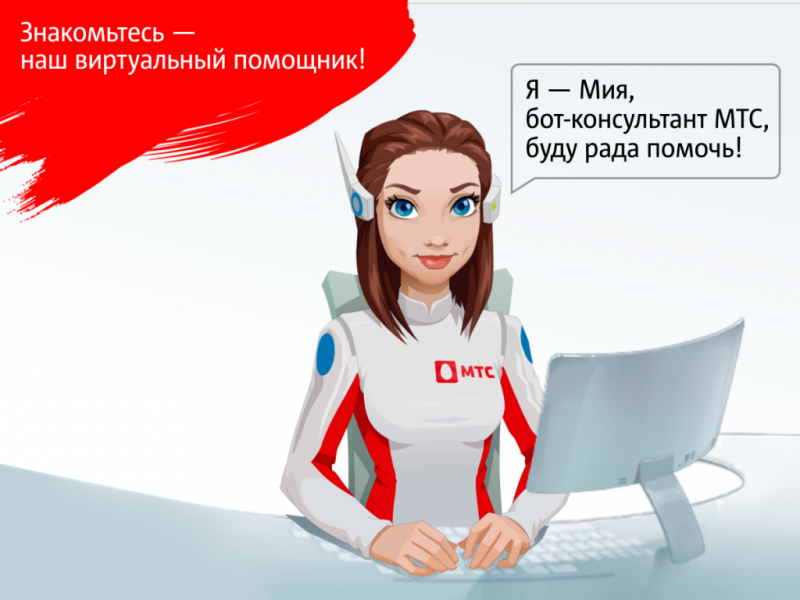 Знакомьтесь —
наш виртуальный помощник!
Я — Мия,
бот-консультант МТС,
буду рада помочь!
МТС